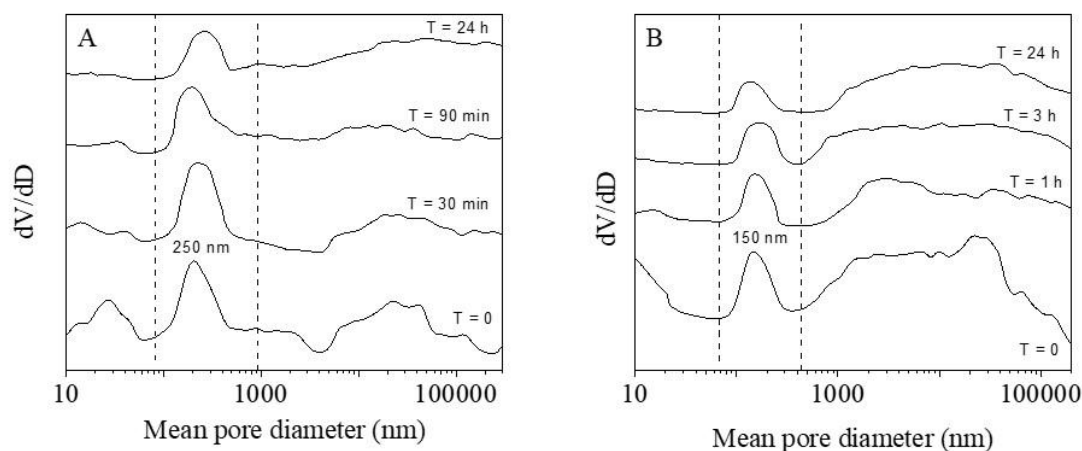 A
T = 24 h
T = 90 min
T = 30 min
250 nm
T = 0
dV/dD
10
1000
100000
Mean pore diameter (nm)
B
T = 24 h
T = 3 h
T = 1 h
150 nm
T = 0
dV/dD
10
1000
100000
Mean pore diameter (nm)